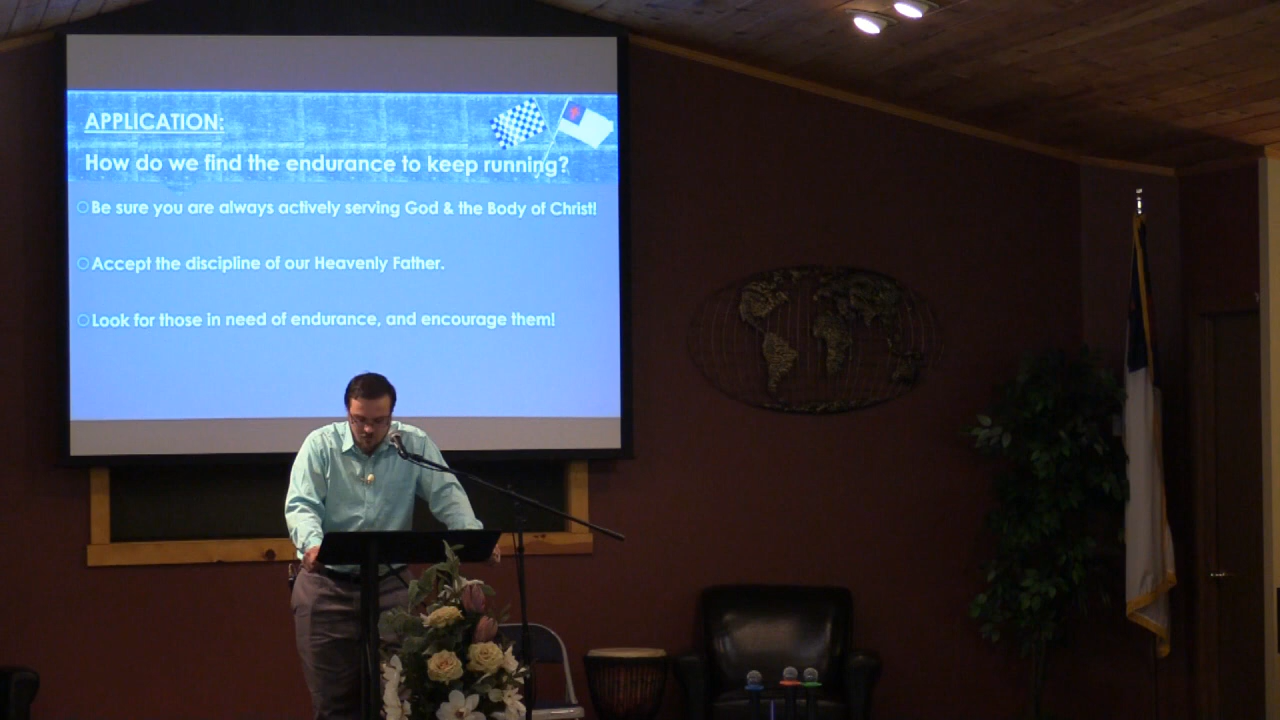 APPLICATION:
How do we find the endurance to keep running?
Be sure you are always actively serving God & the Body of Christ!
Accept the discipline of our Heavenly Father.
Look for those in need of endurance, and encourage them!